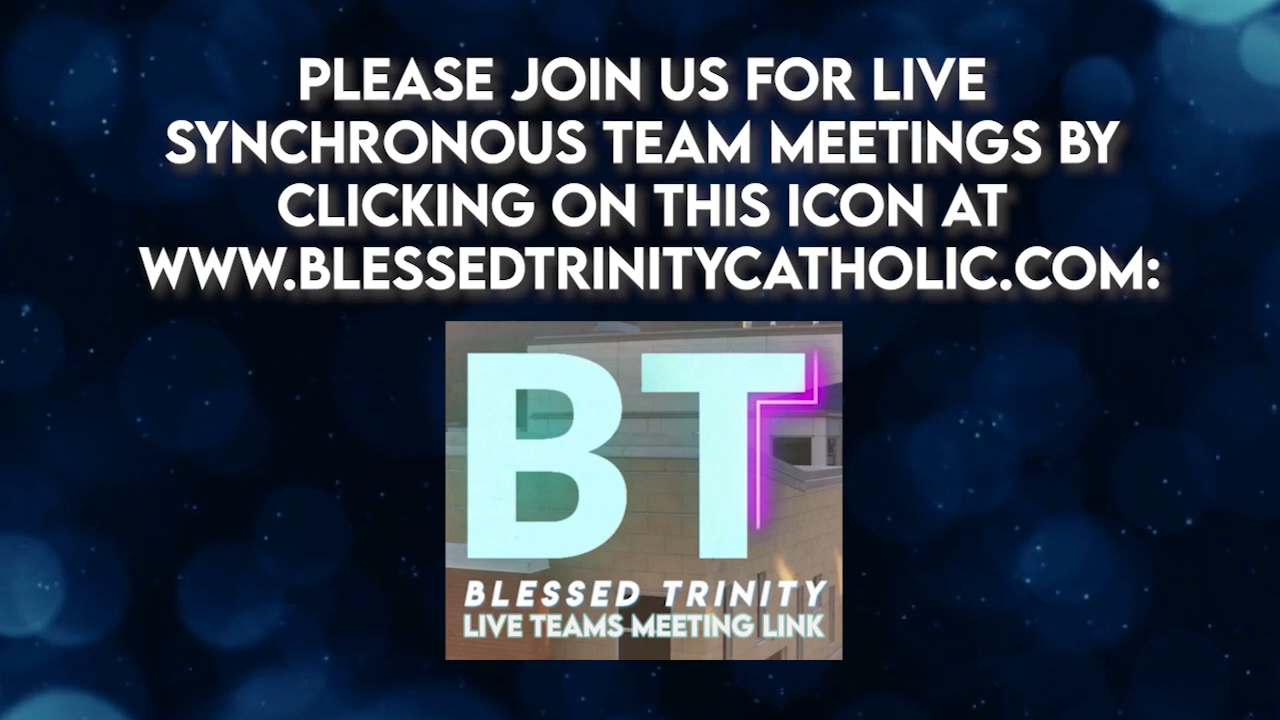 PLEASE JOIN US FOR LIVE
SYNCHRONOUS TEAM MEETINGS BY
CLICKING ON THIS ICON AT
WWW.BLESSEDTRINITYCATHOLIC.COM:
BT
BLESSED TRINITY
LIVE TEAMS MEETING LINK